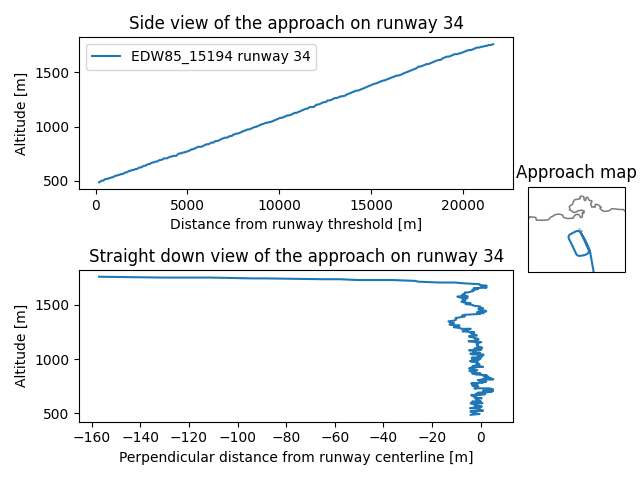 Side view of the approach on runway 34
EDW85_15194 runway 34
Altitude [m]
1500
1000
500
0
5000
10000
15000
20000
Distance from runway threshold [m]
Approach map
Straight down view of the approach on runway 34
Altitude [m]
1500
1000
500
−160
−140
−120
−100
−80
−60
−40
−20
0
Perpendicular distance from runway centerline [m]